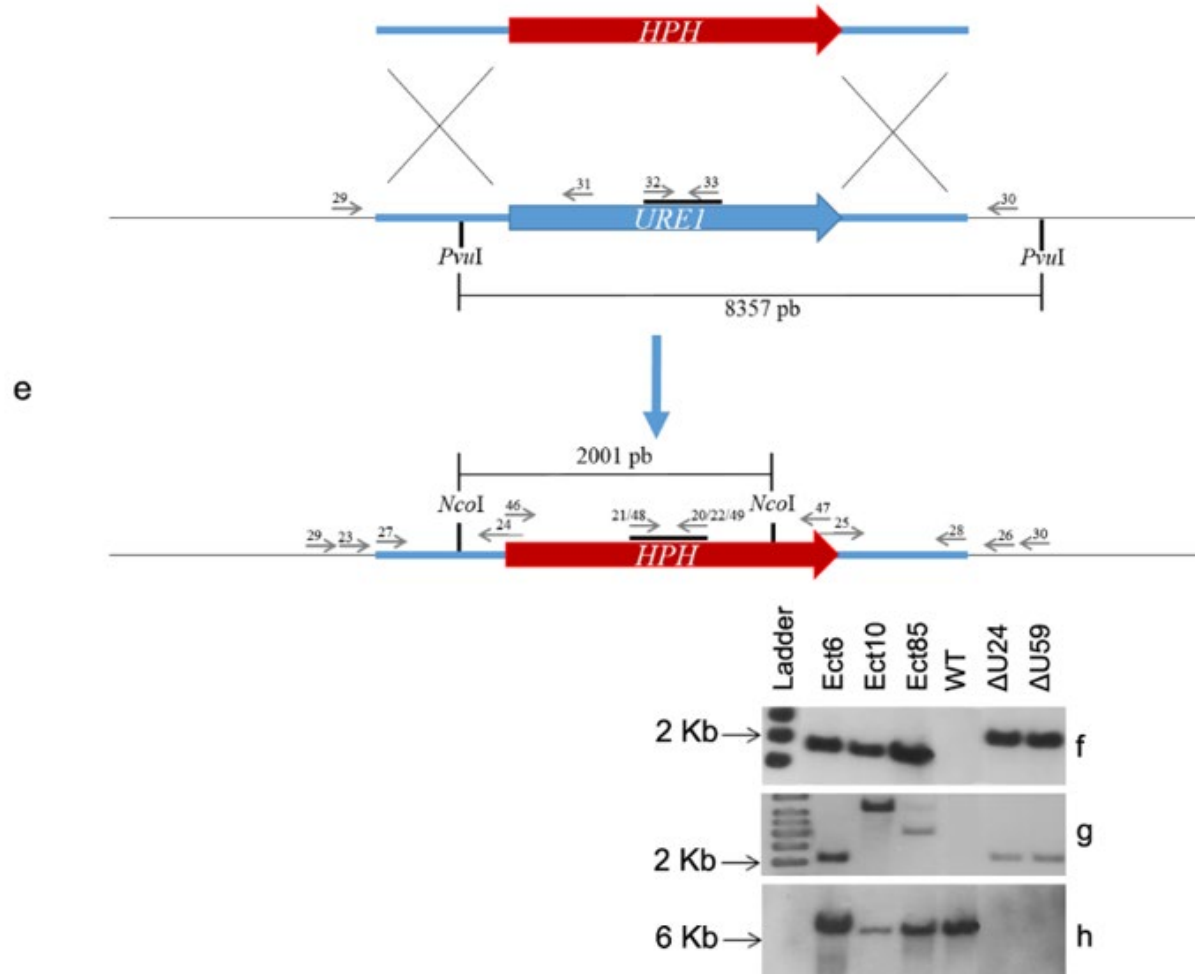 HPH
29
31
32
33
30
URE1
PvuI
PvuI
8357 pb
e
2001 pb
NcoI
NcoI
29
23
27
24
46
21/48
20/22/49
47
25
28
26
30
HPH
Ladder
Ect6
Ect10
Ect85
WT
ΔU24
ΔU59
2 Kb
f
2 Kb
g
6 Kb
h